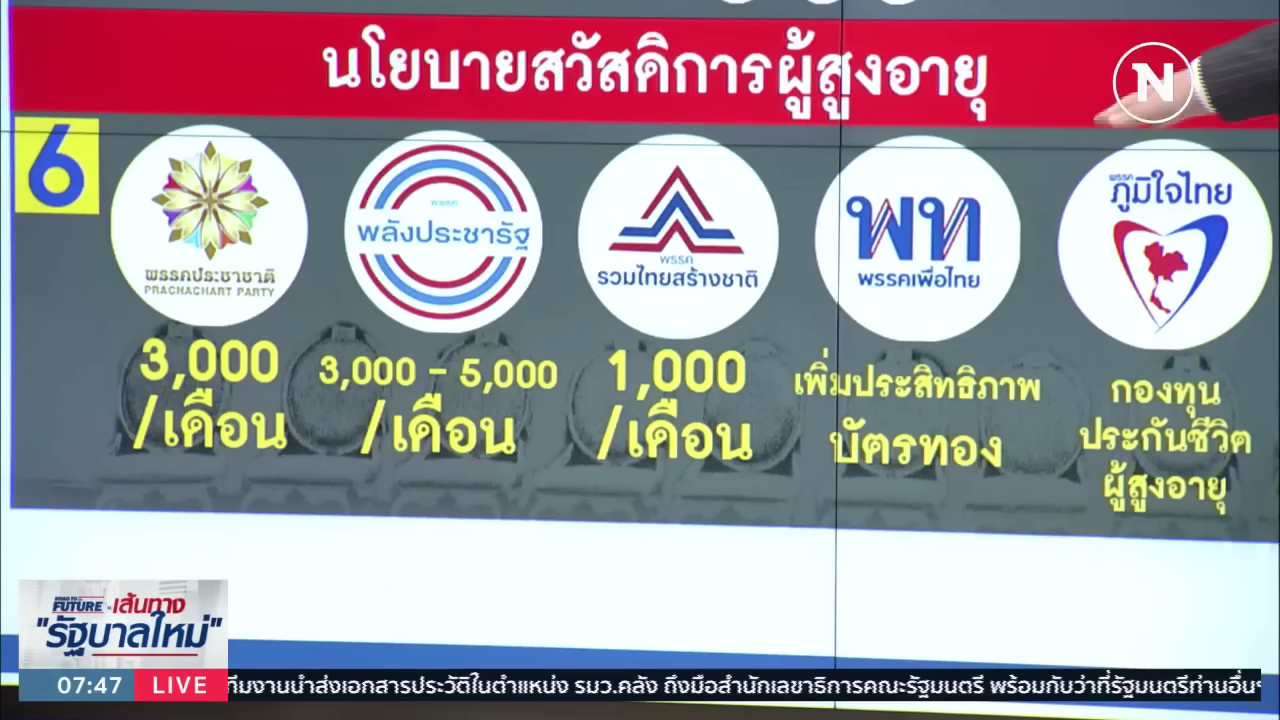 นโยบายสวัสดิการผู้สูงอายุ
N
6
พรรคประชาชาติ
PRACHACHART PARTY
พรรค
พลังประชารัฐ
พรรค
รวมไทยสร้างชาติ
พท
พรรคเพื่อไทย
พรรค
ภูมิใจไทย
3,000
/เดือน
3,000 - 5,000
/เดือน
1,000
/เดือน
เพิ่มประสิทธิภาพ
บัตรทอง
กองทุน
ประกันชีวิต
ผู้สูงอายุ
ROAD TO
FUTURE
เส้นทาง
"รัฐบาลใหม่"
07:47 LIVE
ทีมงานนำส่งเอกสารประวัติในตำแหน่ง รมว.คลัง ถึงมือสำนักเลขาธิการคณะรัฐมนตรี พร้อมกับว่าที่รัฐมนตรีท่านอื่นๆ